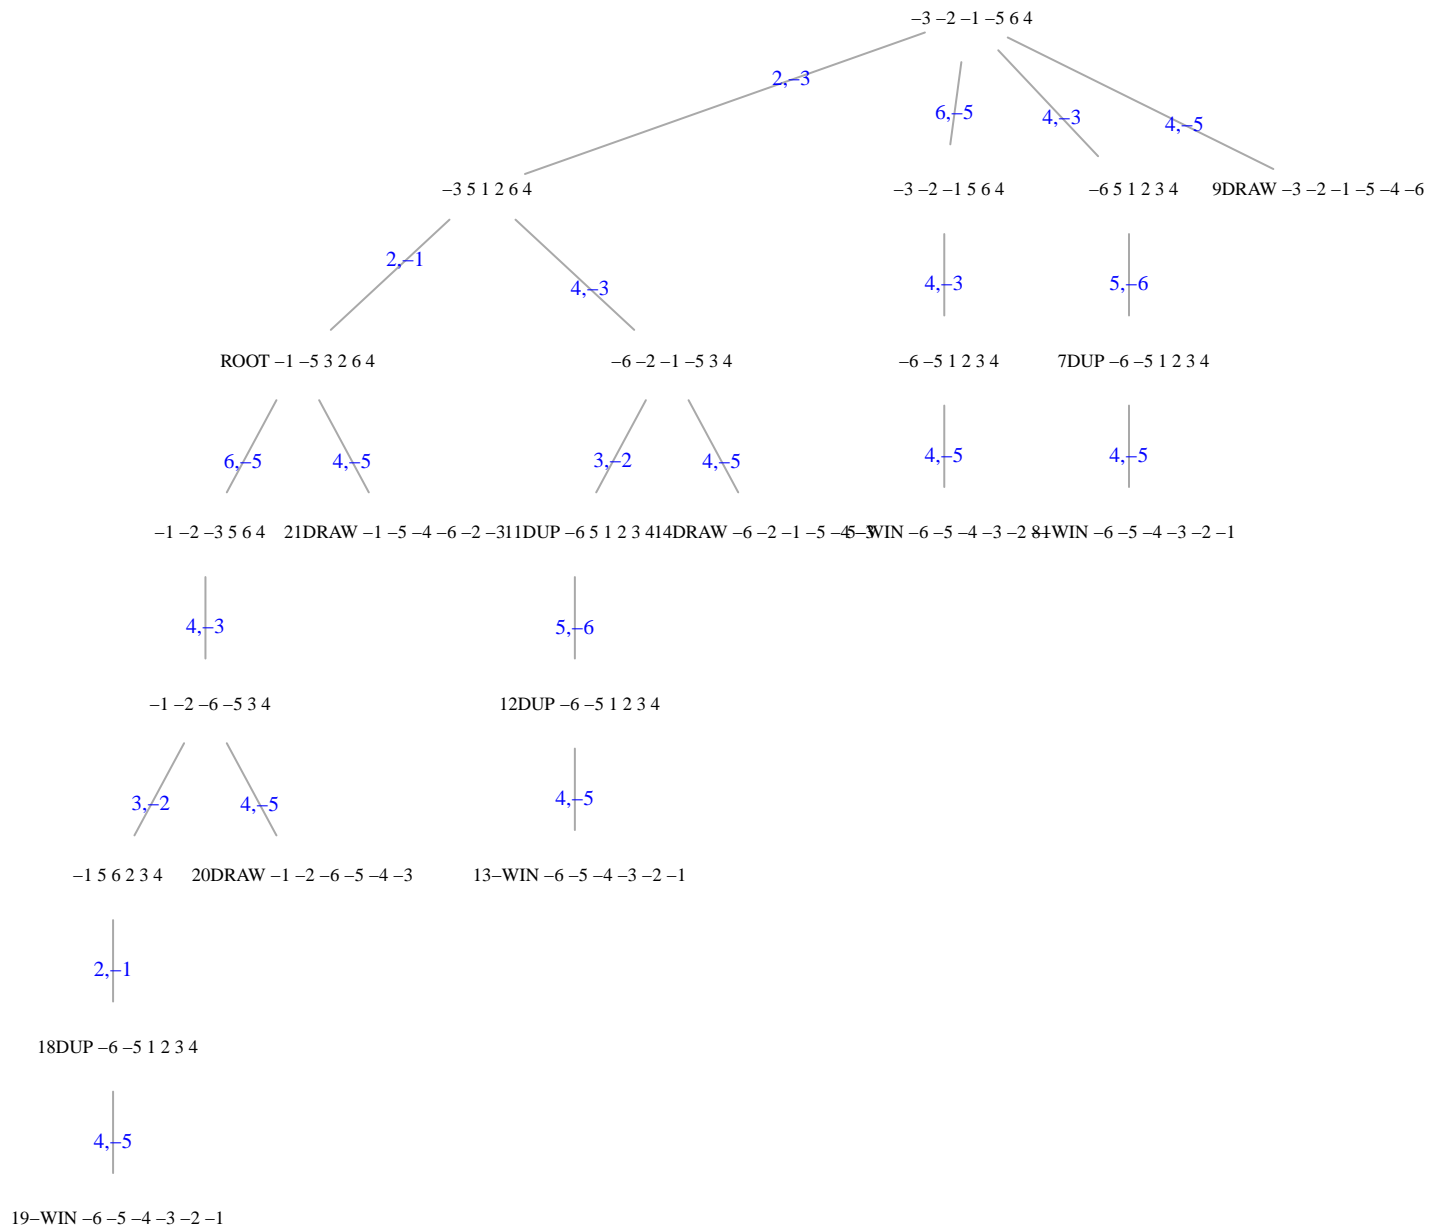 –3 –2 –1 –5 6 4
2,–3
6,–5
4,–3
4,–5
–3 5 1 2 6 4
–3 –2 –1 5 6 4
–6 5 1 2 3 4
9DRAW –3 –2 –1 –5 –4 –6
2,–1
4,–3
4,–3
5,–6
ROOT –1 –5 3 2 6 4
–6 –2 –1 –5 3 4
–6 –5 1 2 3 4
7DUP –6 –5 1 2 3 4
6,–5
4,–5
3,–2
4,–5
4,–5
4,–5
–1 –2 –3 5 6 4
21DRAW –1 –5 –4 –6 –2 –3
11DUP –6 5 1 2 3 4
14DRAW –6 –2 –1 –5 –4 –3
5–WIN –6 –5 –4 –3 –2 –1
8–WIN –6 –5 –4 –3 –2 –1
4,–3
5,–6
–1 –2 –6 –5 3 4
12DUP –6 –5 1 2 3 4
3,–2
4,–5
4,–5
–1 5 6 2 3 4
20DRAW –1 –2 –6 –5 –4 –3
13–WIN –6 –5 –4 –3 –2 –1
2,–1
18DUP –6 –5 1 2 3 4
4,–5
19–WIN –6 –5 –4 –3 –2 –1